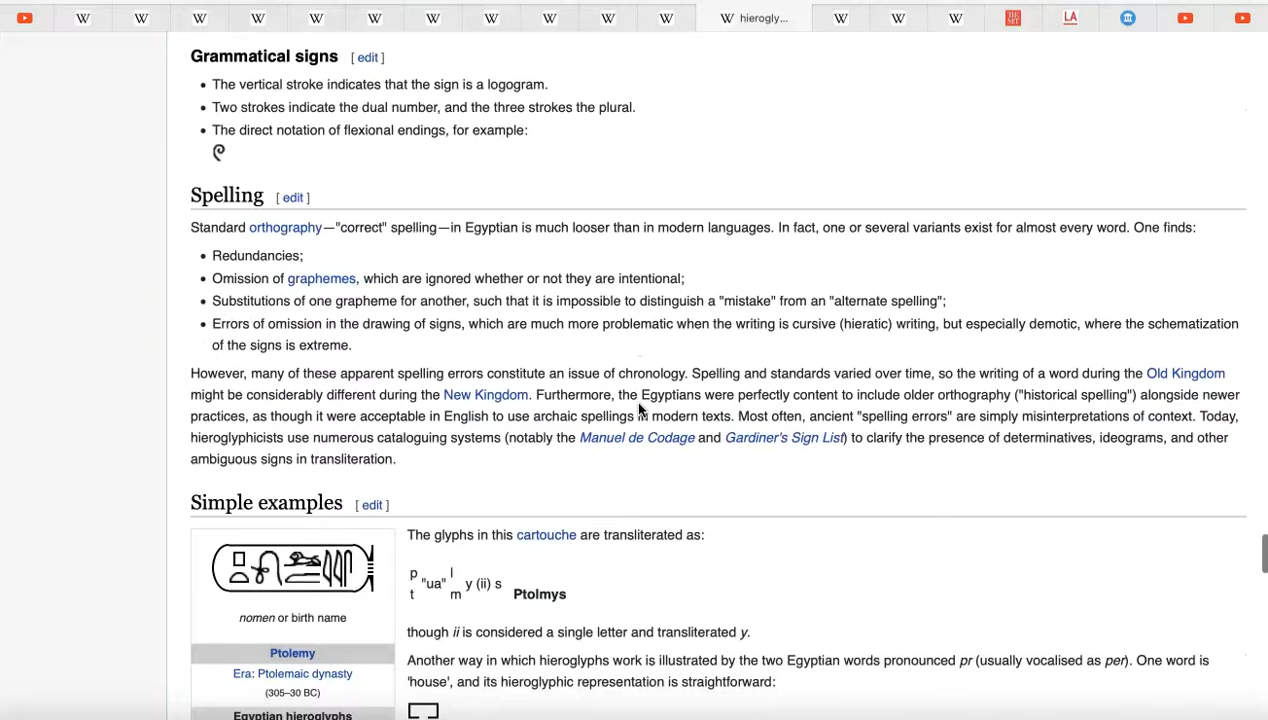 hierogly...
Grammatical signs [ edit ]
• The vertical stroke indicates that the sign is a logogram.
• Two strokes indicate the dual number, and the three strokes the plural.
• The direct notation of flexional endings, for example:
Spelling [ edit ]
Standard orthography—"correct" spelling—in Egyptian is much looser than in modern languages. In fact, one or several variants exist for almost every word. One finds:
• Redundancies;
• Omission of graphemes, which are ignored whether or not they are intentional;
• Substitutions of one grapheme for another, such that it is impossible to distinguish a "mistake" from an "alternate spelling";
• Errors of omission in the drawing of signs, which are much more problematic when the writing is cursive (hieratic) writing, but especially demotic, where the schematization
of the signs is extreme.
However, many of these apparent spelling errors constitute an issue of chronology. Spelling and standards varied over time, so the writing of a word during the Old Kingdom
might be considerably different during the New Kingdom. Furthermore, the Egyptians were perfectly content to include older orthography ("historical spelling") alongside newer
practices, as though it were acceptable in English to use archaic spellings in modern texts. Most often, ancient "spelling errors" are simply misinterpretations of context. Today,
hieroglyphicists use numerous cataloguing systems (notably the Manuel de Codage and Gardiner's Sign List) to clarify the presence of determinatives, ideograms, and other
ambiguous signs in transliteration.
Simple examples [ edit ]
nomen or birth name
Ptolemy
Era: Ptolemaic dynasty
(305–30 BC)
Egyptian hieroglyphs
The glyphs in this cartouche are transliterated as:
p l
"ua" y (ii) s
t m Ptolmys
though ii is considered a single letter and transliterated y.
Another way in which hieroglyphs work is illustrated by the two Egyptian words pronounced pr (usually vocalised as per). One word is
'house', and its hieroglyphic representation is straightforward: